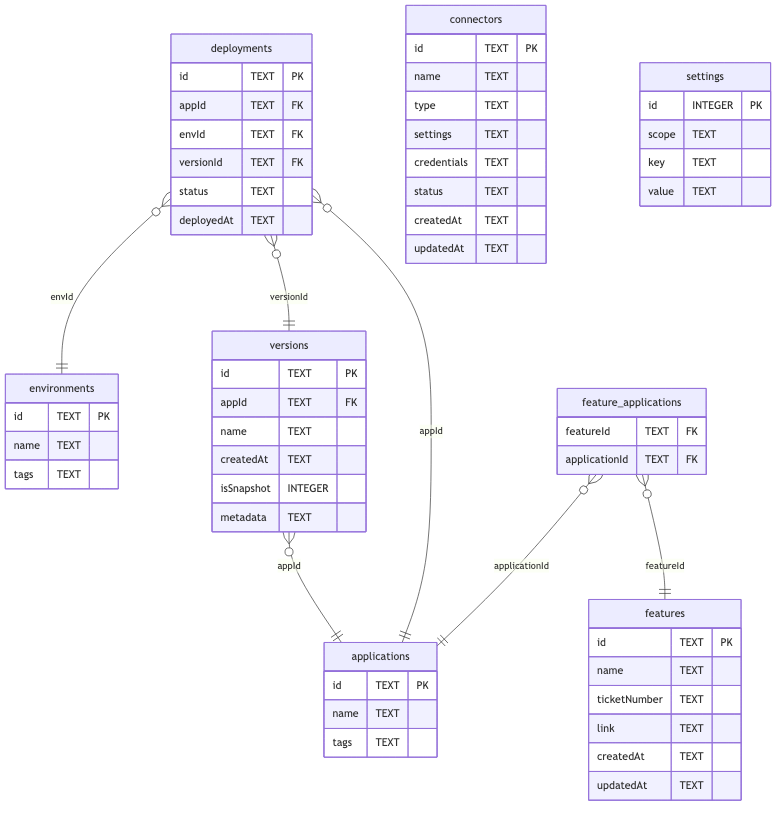 deployments
id TEXT PK
appId TEXT FK
envId TEXT FK
versionId TEXT FK
status TEXT
deployedAt TEXT
connectors
id TEXT PK
name TEXT
type TEXT
settings TEXT
credentials TEXT
status TEXT
createdAt TEXT
updatedAt TEXT
settings
id INTEGER PK
scope TEXT
key TEXT
value TEXT
envId
versionId
appId
environments
id TEXT PK
name TEXT
tags TEXT
versions
id TEXT PK
appId TEXT FK
name TEXT
createdAt TEXT
isSnapshot INTEGER
metadata TEXT
feature_applications
featureId TEXT FK
applicationId TEXT FK
appId
applicationId
featureId
applications
id TEXT PK
name TEXT
tags TEXT
features
id TEXT PK
name TEXT
ticketNumber TEXT
link TEXT
createdAt TEXT
updatedAt TEXT